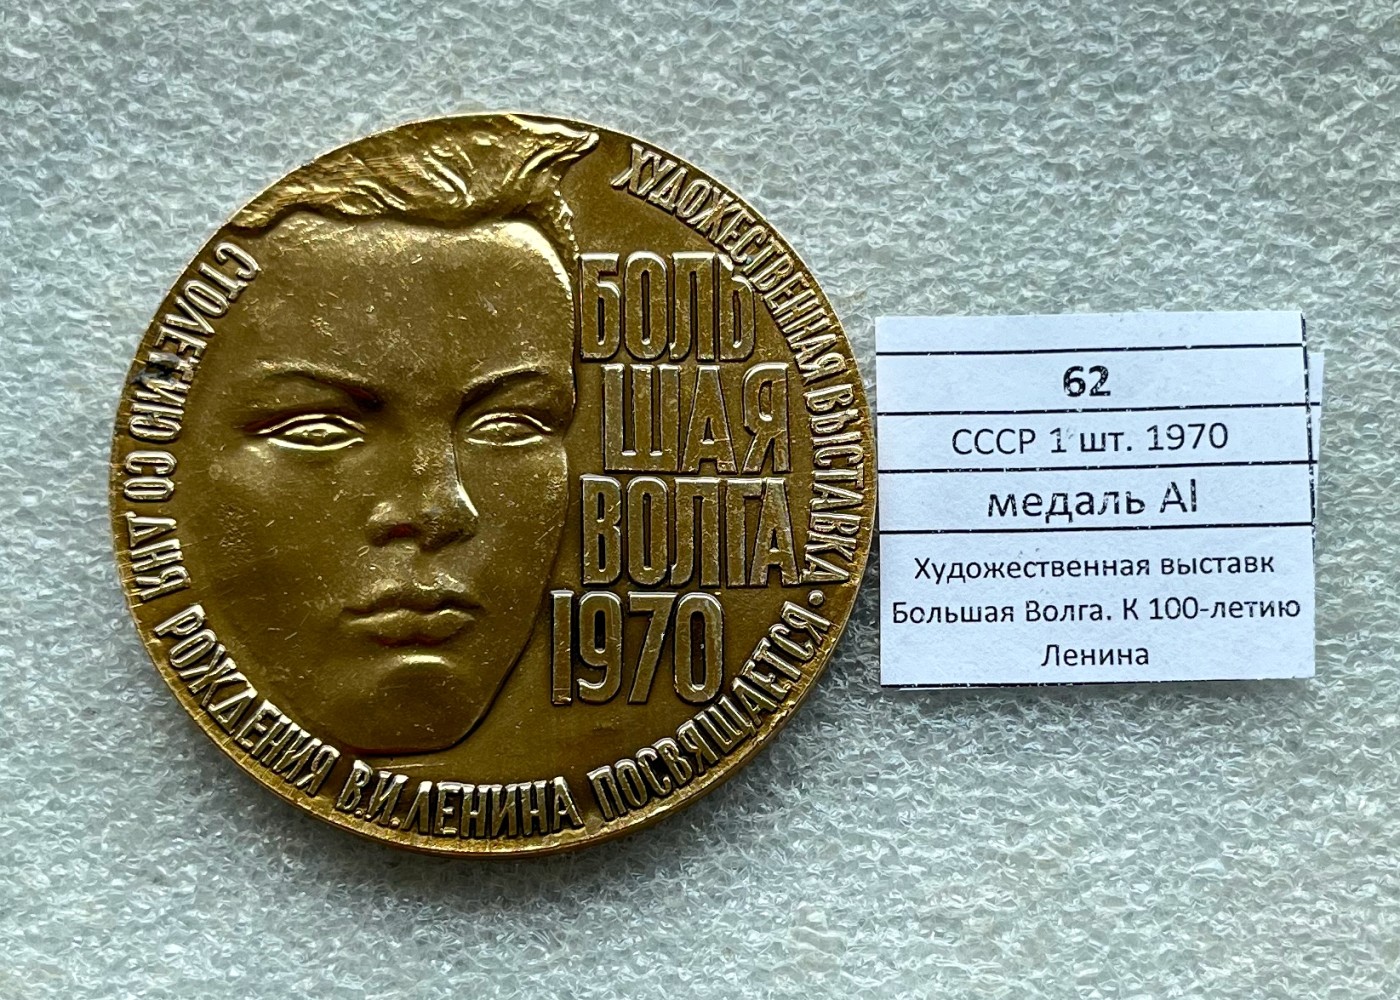 СТОЛЕТИЮ СО ДНЯ РОЖДЕНИЯ В.И.ЛЕНИНА ПОСВЯЩАЕТСЯ •
ХУДОЖЕСТВЕННАЯ ВЫСТАВКА
БОЛЬ
ШАЯ
ВОЛГА
1970
62
СССР 1 шт. 1970
медаль Al
Художественная выставк
Большая Волга. К 100-летию
Ленина